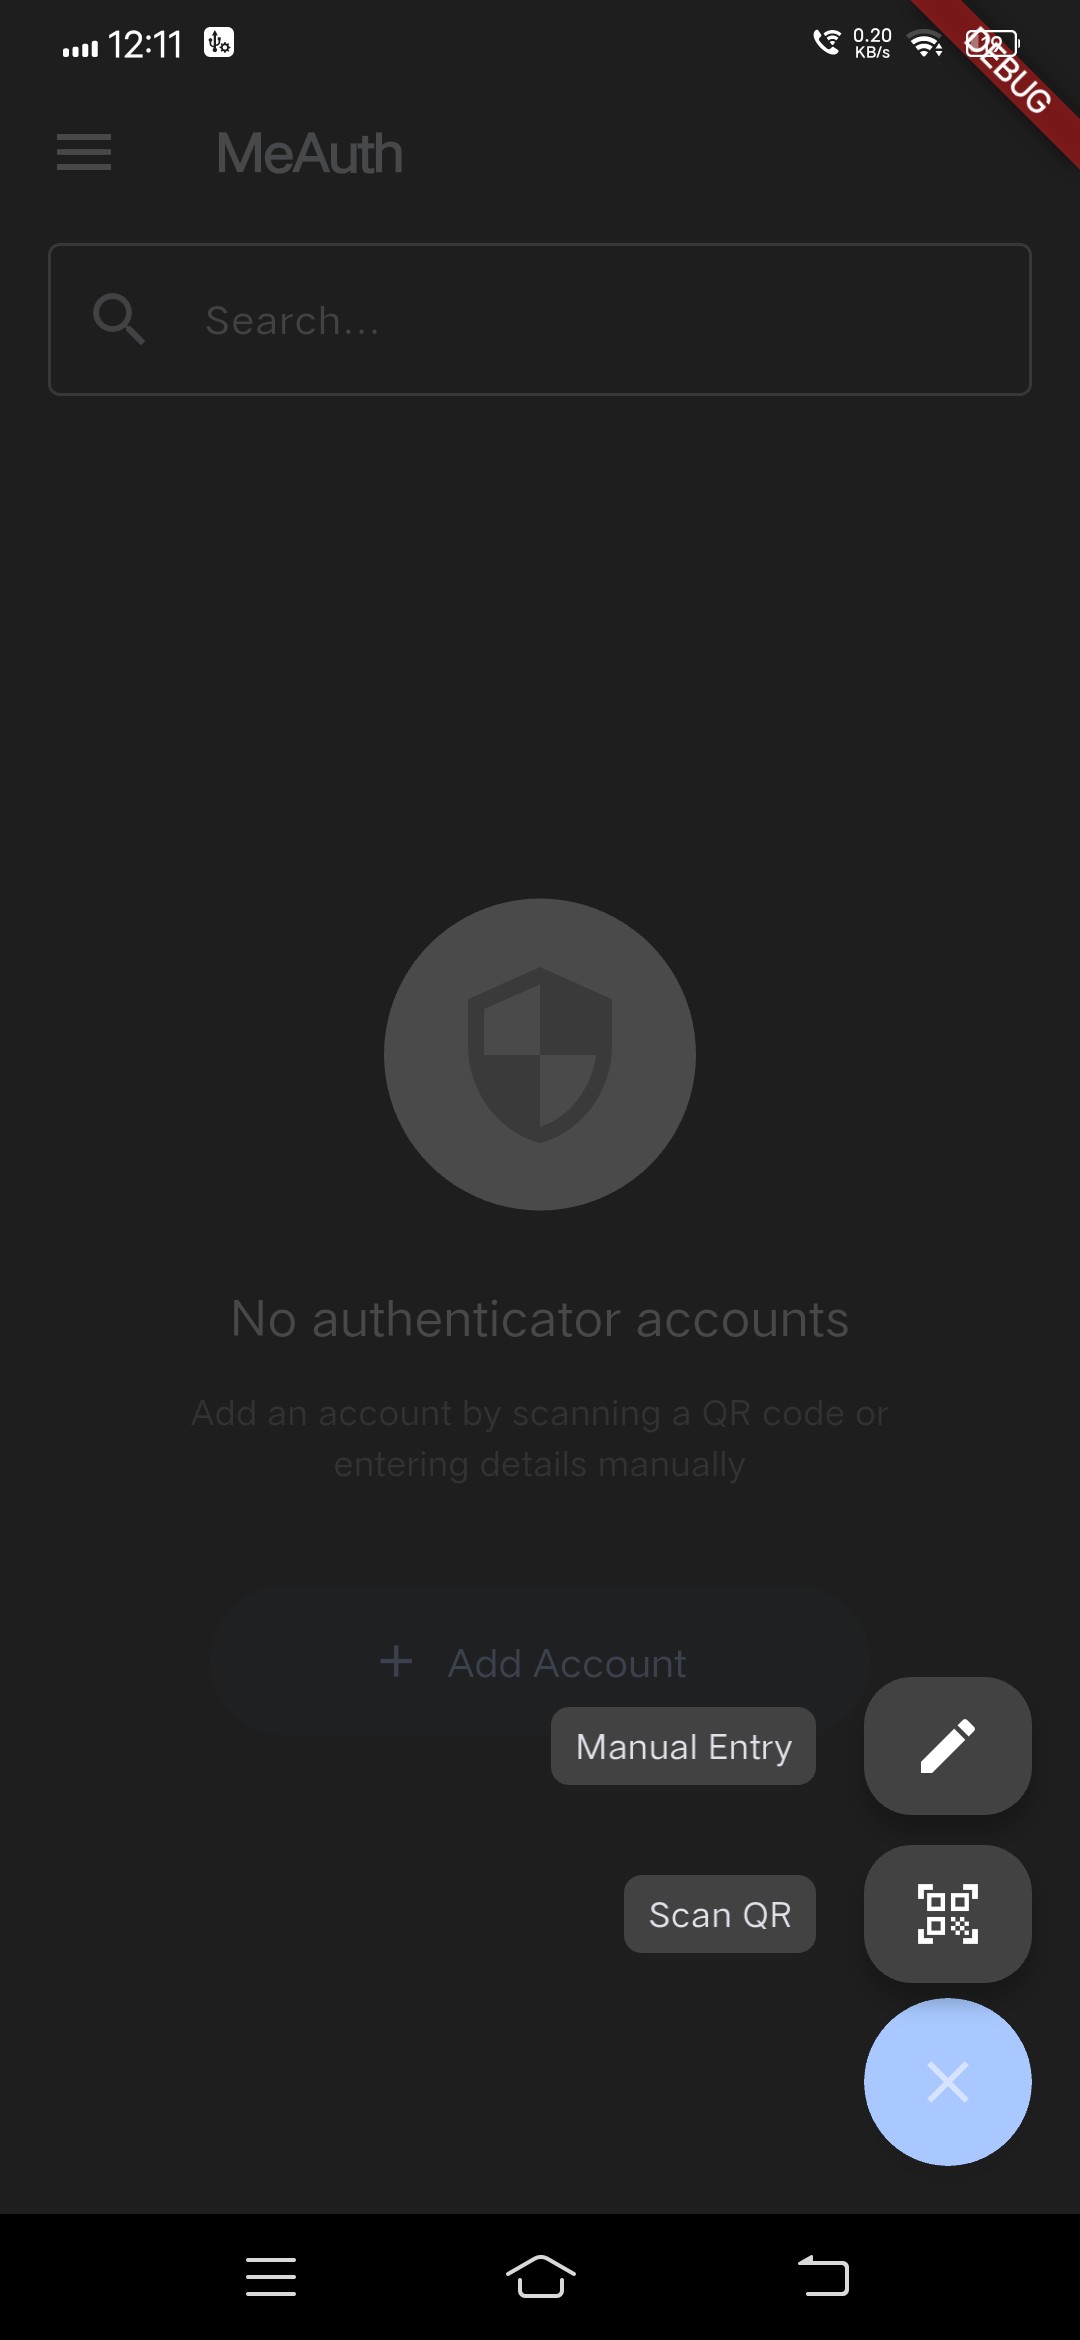 12:11
0.20
KB/s
DEBUG
MeAuth
Search...
No authenticator accounts
Add an account by scanning a QR code or
entering details manually
Add Account
Manual Entry
Scan QR